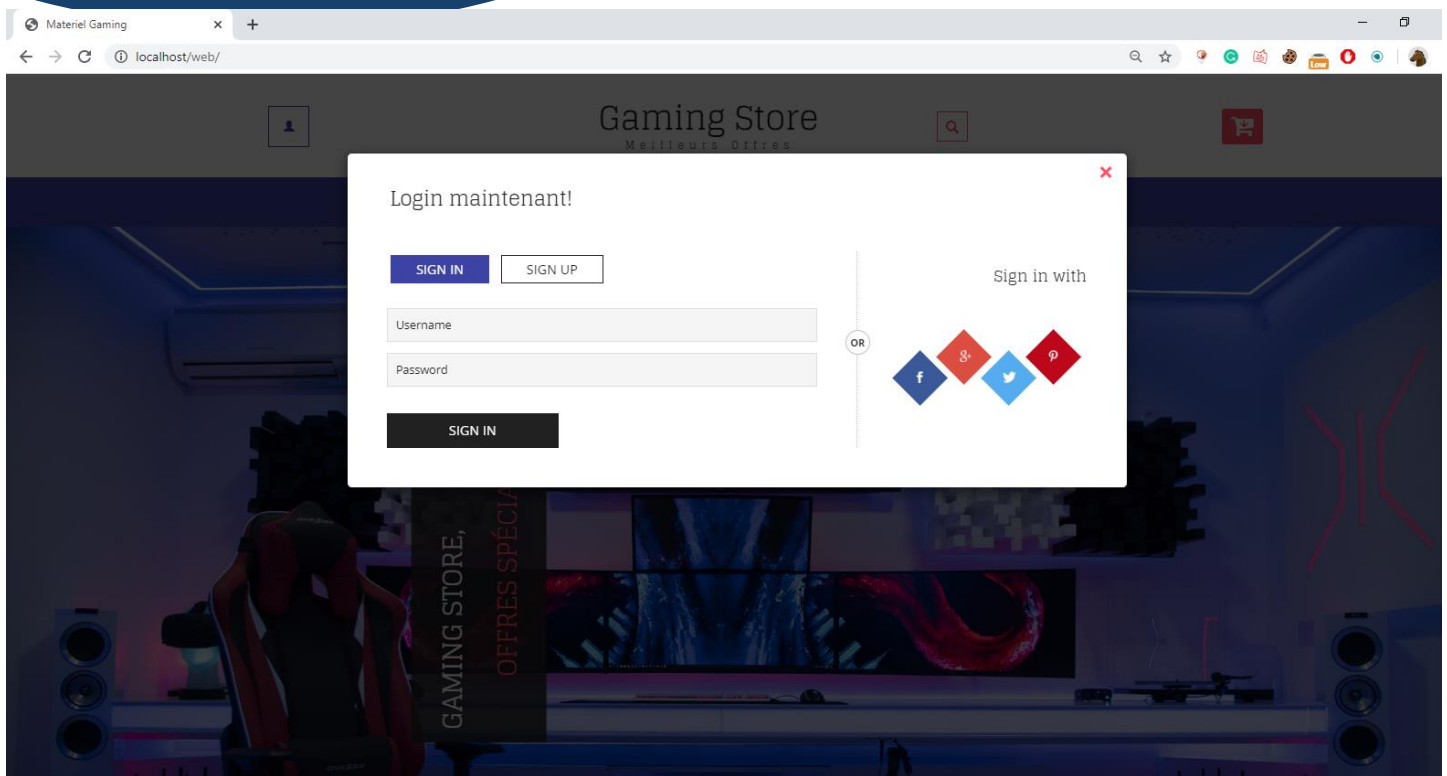 Materiel Gaming
localhost/web/
Low
Gaming Store
Meilleurs Offres
Login maintenant!
SIGN IN SIGN UP
Sign in with
Username
OR
Password
SIGN IN
GAMING STORE,
OFFRES